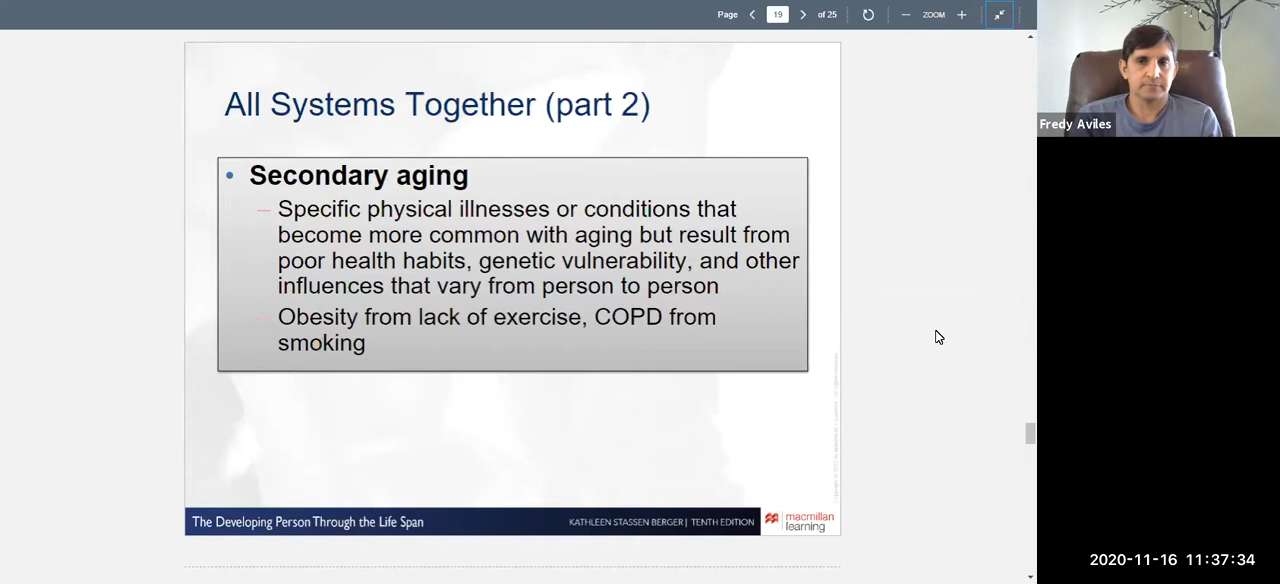 Page 19 of 25 ZOOM
All Systems Together (part 2)
• Secondary aging
– Specific physical illnesses or conditions that
become more common with aging but result from
poor health habits, genetic vulnerability, and other
influences that vary from person to person
– Obesity from lack of exercise, COPD from
smoking
The Developing Person Through the Life Span
KATHLEEN STASSEN BERGER | TENTH EDITION
macmillan
learning
Fredy Aviles
2020-11-16 11:37:34